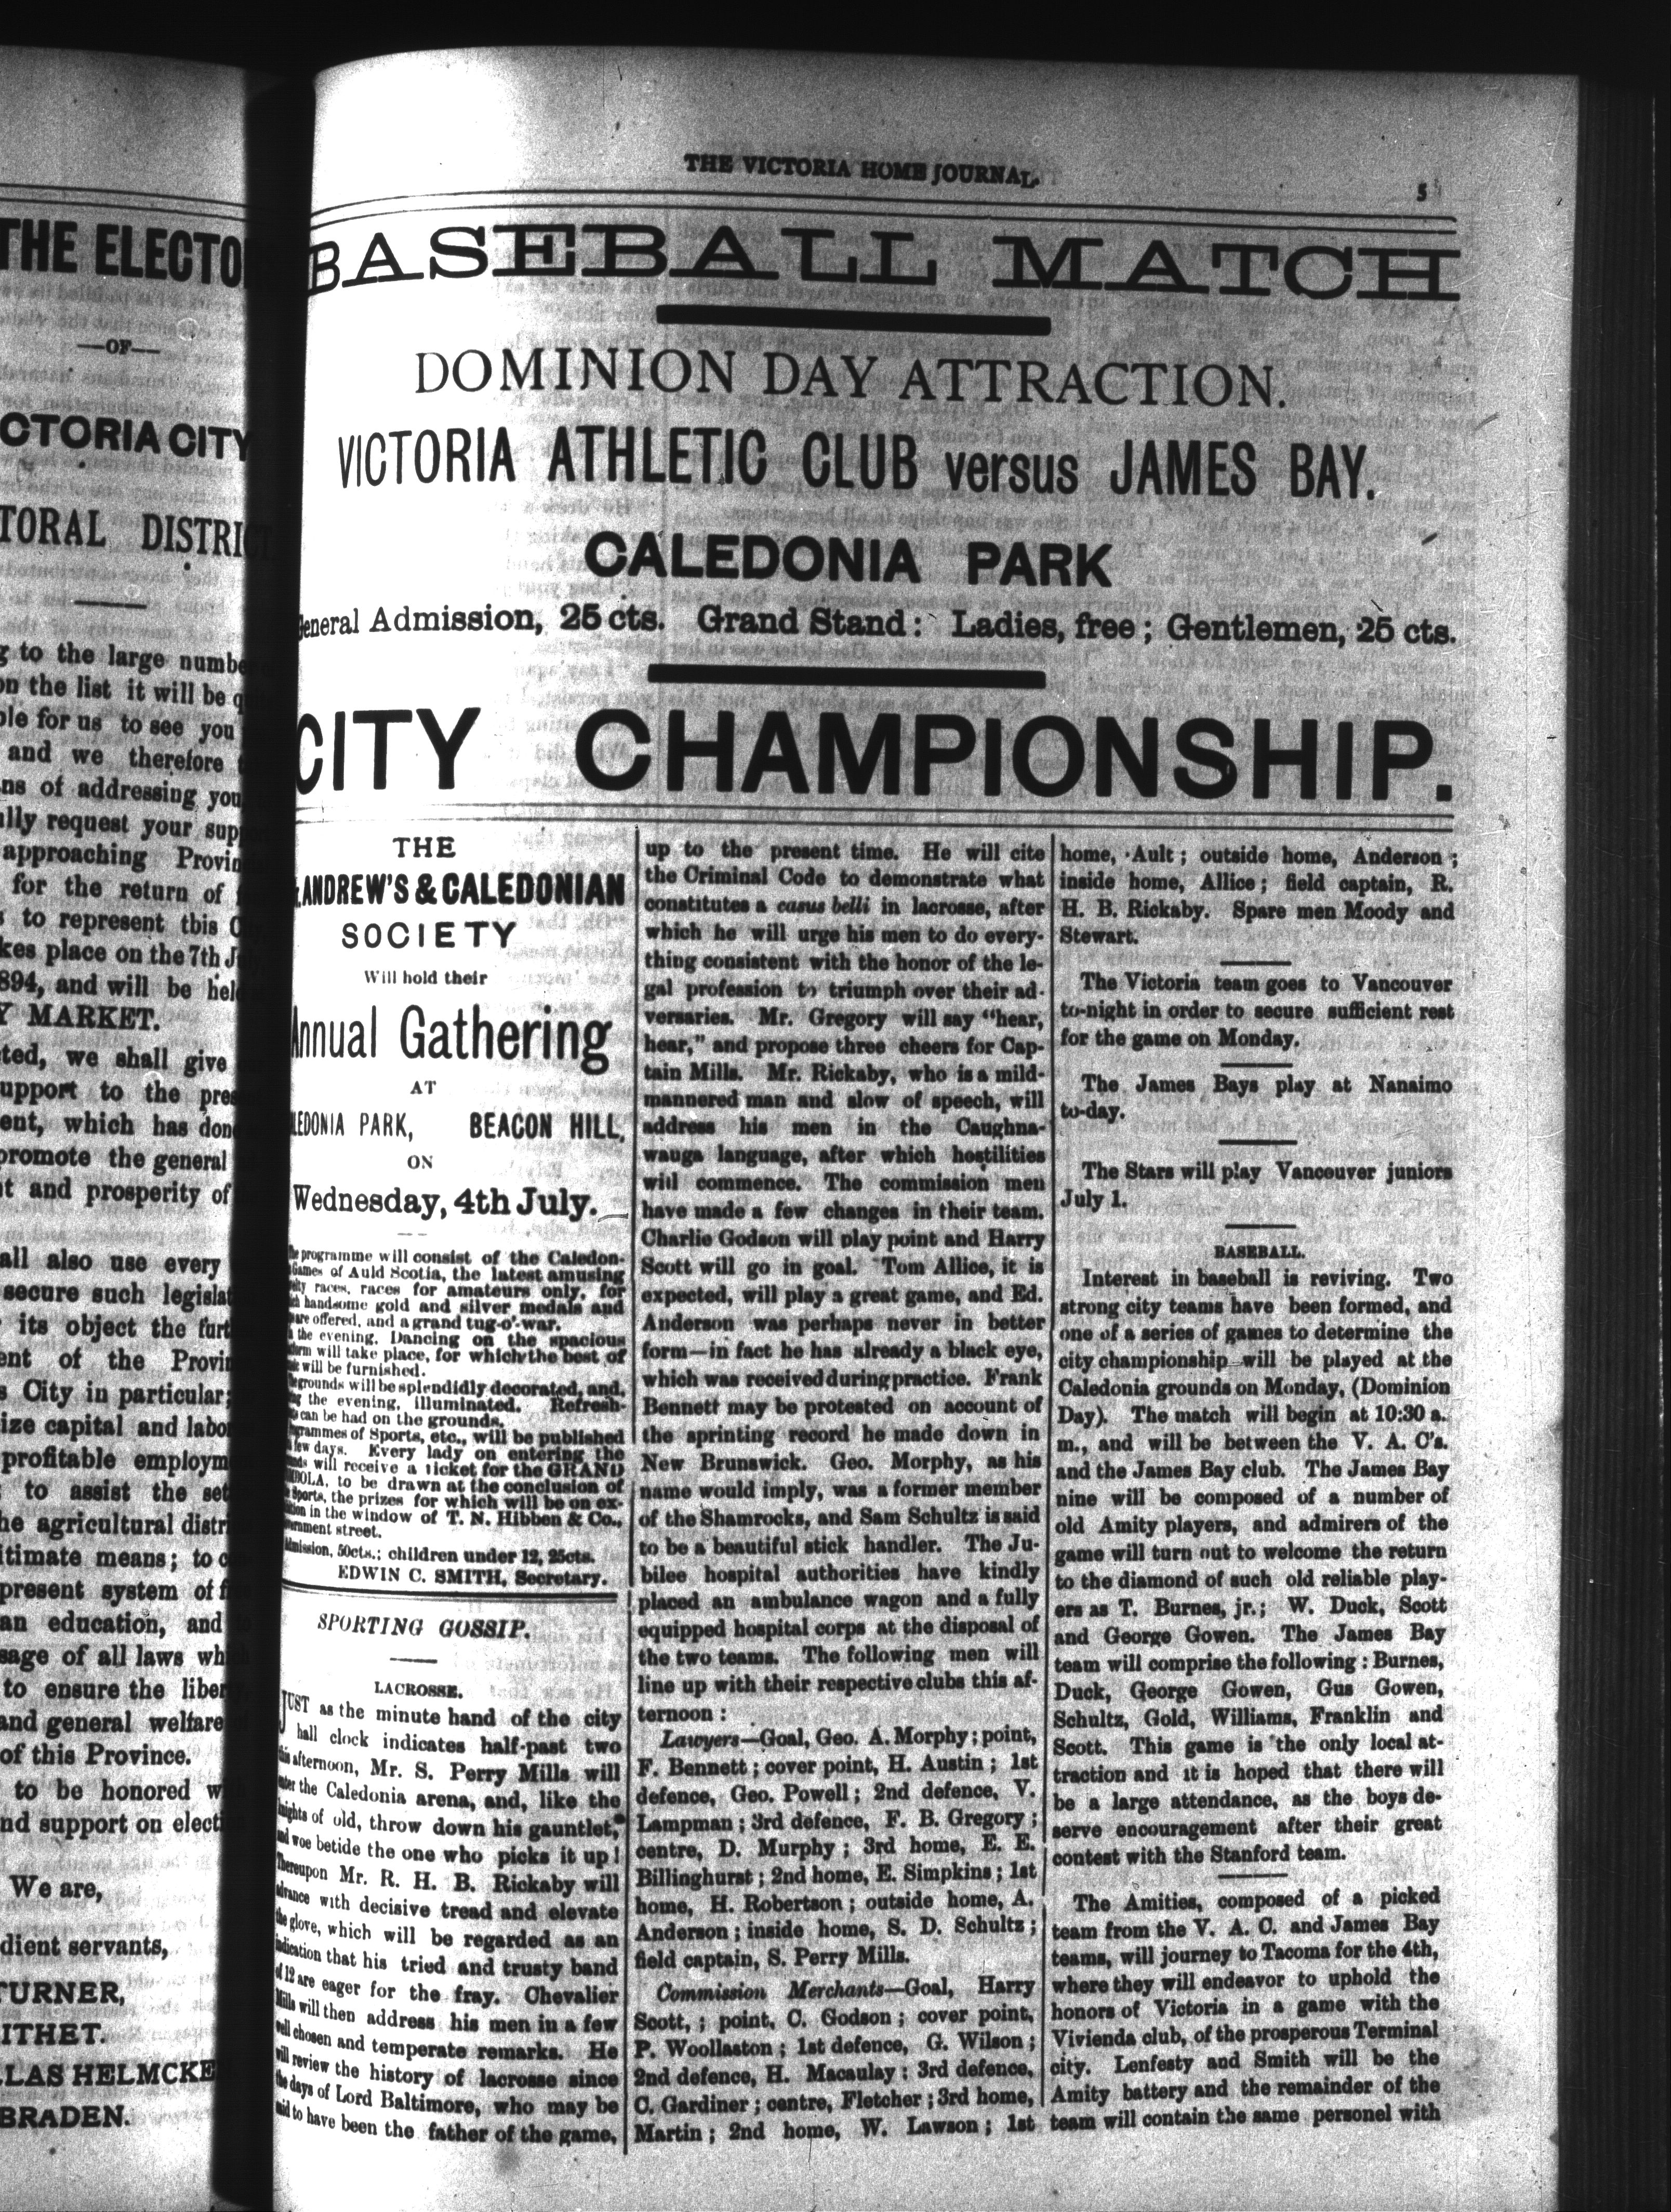 THE ELECTO
—OF—
CTORIA CITY
TORAL DISTRI
to the large numbe
on the list it will be
ble for us to see you
and we therefore
ns of addressing you
lly request your sup
approaching Provin
for the return of
to represent this
kes place on the 7th J
894, and will be held
Y MARKET.
ted, we shall give
upport to the pres
ent, which has don
promote the general
t and prosperity of
all also use every
secure such legislat
its object the furt
ent of the Provin
s City in particular;
ize capital and labo
profitable employm
to assist the set
he agricultural distri
itimate means; to
present system of
an education, and
sage of all laws wh
to ensure the liber
and general welfare
of this Province.
to be honored
nd support on elect
We are,
dient servants,
TURNER,
ITHET.
LAS HELMCKE
BRADEN.
THE VICTORIA HOME JOURNAL.
5
BASEBALL MATCH
DOMINION DAY ATTRACTION.
VICTORIA ATHLETIC CLUB versus JAMES BAY.
CALEDONIA PARK
General Admission, 25 cts. Grand Stand: Ladies, free; Gentlemen, 25 cts.
CITY CHAMPIONSHIP.
THE
ANDREW'S & CALEDONIAN
SOCIETY
Will hold their
Annual Gathering
AT
LEDONIA PARK, BEACON HILL,
ON
Wednesday, 4th July.
programme will consist of the Caledon-
Games of Auld Scotia, the latest amusing
races, races for amateurs only, for
handsome gold and silver medals and
are offered, and a grand tug-o'-war.
the evening. Dancing on the spacious
will take place, for which the best of
will be furnished.
grounds will be splendidly decorated, and,
the evening, illuminated. Refresh-
can be had on the grounds.
grammes of Sports, etc., will be published
few days. Every lady on entering the
will receive a ticket for the GRAND
BOLA, to be drawn at the conclusion of
Sports, the prizes for which will be on ex-
in the window of T. N. Hibben & Co.,
ernment street.
Admission, 50cts.; children under 12, 25cts.
EDWIN C. SMITH, Secretary.
SPORTING GOSSIP.
LACROSSE.
JUST as the minute hand of the city
hall clock indicates half-past two
this afternoon, Mr. S. Perry Mills will
enter the Caledonia arena, and, like the
knights of old, throw down his gauntlet,
and woe betide the one who picks it up!
Thereupon Mr. R. H. B. Rickaby will
advance with decisive tread and elevate
the glove, which will be regarded as an
indication that his tried and trusty band
of 12 are eager for the fray. Chevalier
Mills will then address his men in a few
well chosen and temperate remarks. He
will review the history of lacrosse since
the days of Lord Baltimore, who may be
said to have been the father of the game,
up to the present time. He will cite
the Criminal Code to demonstrate what
constitutes a casus belli in lacrosse, after
which he will urge his men to do every-
thing consistent with the honor of the le-
gal profession to triumph over their ad-
versaries. Mr. Gregory will say "hear,
hear," and propose three cheers for Cap-
tain Mills. Mr. Rickaby, who is a mild-
mannered man and slow of speech, will
address his men in the Caughna-
wauga language, after which hostilities
will commence. The commission men
have made a few changes in their team.
Charlie Godson will play point and Harry
Scott will go in goal. Tom Allice, it is
expected, will play a great game, and Ed.
Anderson was perhaps never in better
form—in fact he has already a black eye,
which was received during practice. Frank
Bennett may be protested on account of
the sprinting record he made down in
New Brunswick. Geo. Morphy, as his
name would imply, was a former member
of the Shamrocks, and Sam Schultz is said
to be a beautiful stick handler. The Ju-
bilee hospital authorities have kindly
placed an ambulance wagon and a fully
equipped hospital corps at the disposal of
the two teams. The following men will
line up with their respective clubs this af-
ternoon :
Lawyers—Goal, Geo. A. Morphy; point,
F. Bennett; cover point, H. Austin; 1st
defence, Geo. Powell; 2nd defence, V.
Lampman; 3rd defence, F. B. Gregory;
centre, D. Murphy; 3rd home, E. E.
Billinghurst; 2nd home, E. Simpkins; 1st
home, H. Robertson; outside home, A.
Anderson; inside home, S. D. Schultz;
field captain, S. Perry Mills.
Commission Merchants—Goal, Harry
Scott,; point, C. Godson; cover point,
P. Woollaston; 1st defence, G. Wilson;
2nd defence, H. Macaulay; 3rd defence,
C. Gardiner; centre, Fletcher; 3rd home,
Martin; 2nd home, W. Lawson; 1st
home, Ault; outside home, Anderson;
inside home, Allice; field captain, R.
H. B. Rickaby. Spare men Moody and
Stewart.
The Victoria team goes to Vancouver
to-night in order to secure sufficient rest
for the game on Monday.
The James Bays play at Nanaimo
to-day.
The Stars will play Vancouver juniors
July 1.
BASEBALL.
Interest in baseball is reviving. Two
strong city teams have been formed, and
one of a series of games to determine the
city championship will be played at the
Caledonia grounds on Monday, (Dominion
Day). The match will begin at 10:30 a.
m., and will be between the V. A. C's.
and the James Bay club. The James Bay
nine will be composed of a number of
old Amity players, and admirers of the
game will turn out to welcome the return
to the diamond of such old reliable play-
ers as T. Burnes, jr.; W. Duck, Scott
and George Gowen. The James Bay
team will comprise the following: Burnes,
Duck, George Gowen, Gus Gowen,
Schultz, Gold, Williams, Franklin and
Scott. This game is the only local at-
traction and it is hoped that there will
be a large attendance, as the boys de-
serve encouragement after their great
contest with the Stanford team.
The Amities, composed of a picked
team from the V. A. C. and James Bay
teams, will journey to Tacoma for the 4th,
where they will endeavor to uphold the
honors of Victoria in a game with the
Vivienda club, of the prosperous Terminal
city. Lenfesty and Smith will be the
Amity battery and the remainder of the
team will contain the same personel with